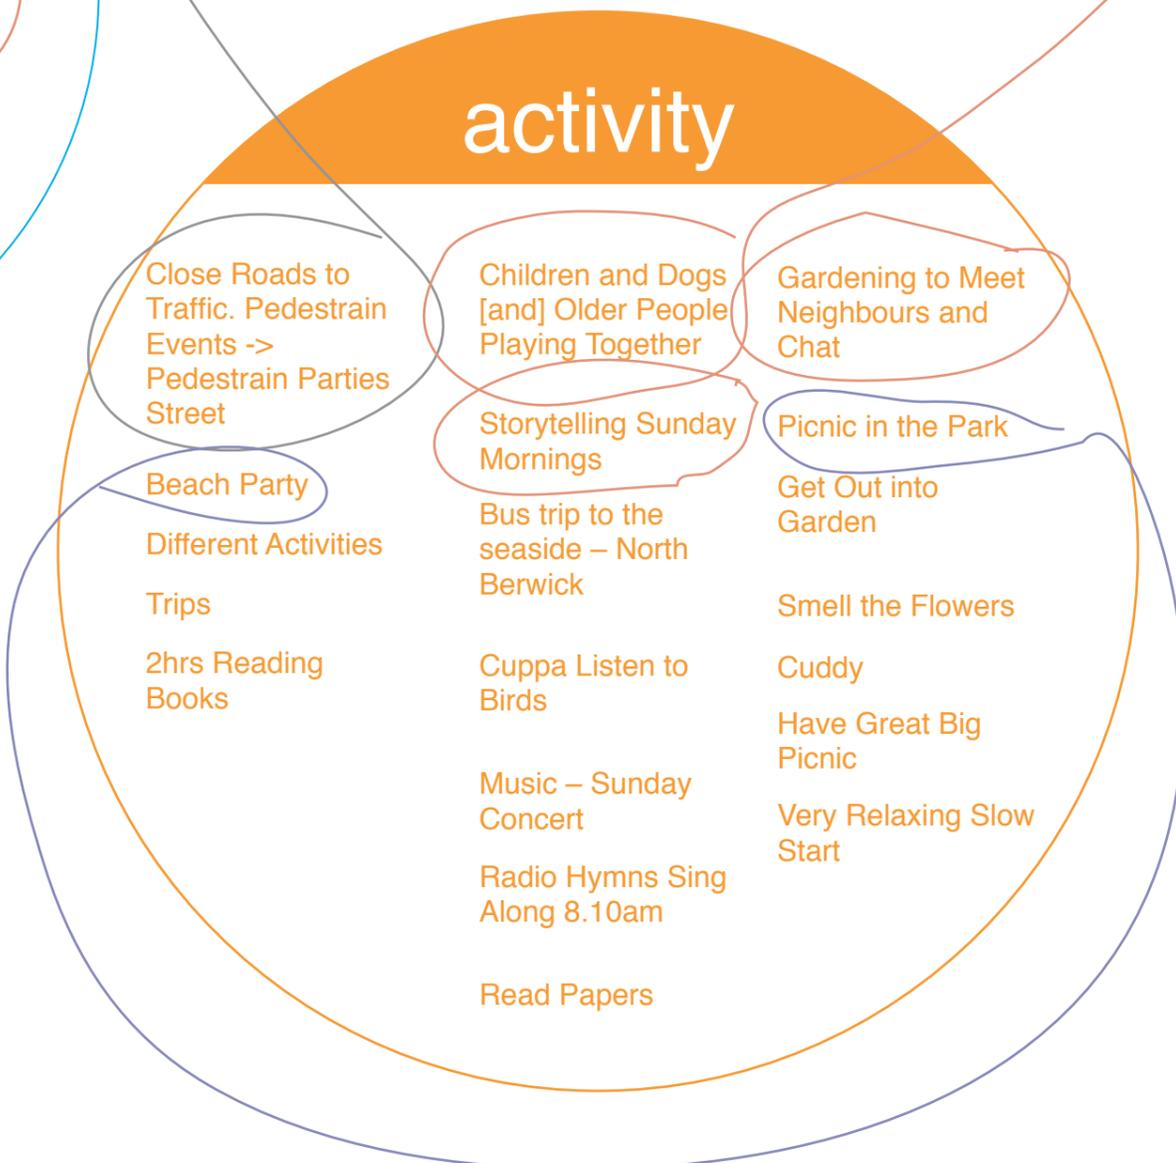 activity
Close Roads to
Traffic. Pedestrain
Events ->
Pedestrain Parties
Street
Beach Party
Different Activities
Trips
2hrs Reading
Books
Children and Dogs
[and] Older People
Playing Together
Storytelling Sunday
Mornings
Bus trip to the
seaside – North
Berwick
Cuppa Listen to
Birds
Music – Sunday
Concert
Radio Hymns Sing
Along 8.10am
Read Papers
Gardening to Meet
Neighbours and
Chat
Picnic in the Park
Get Out into
Garden
Smell the Flowers
Cuddy
Have Great Big
Picnic
Very Relaxing Slow
Start